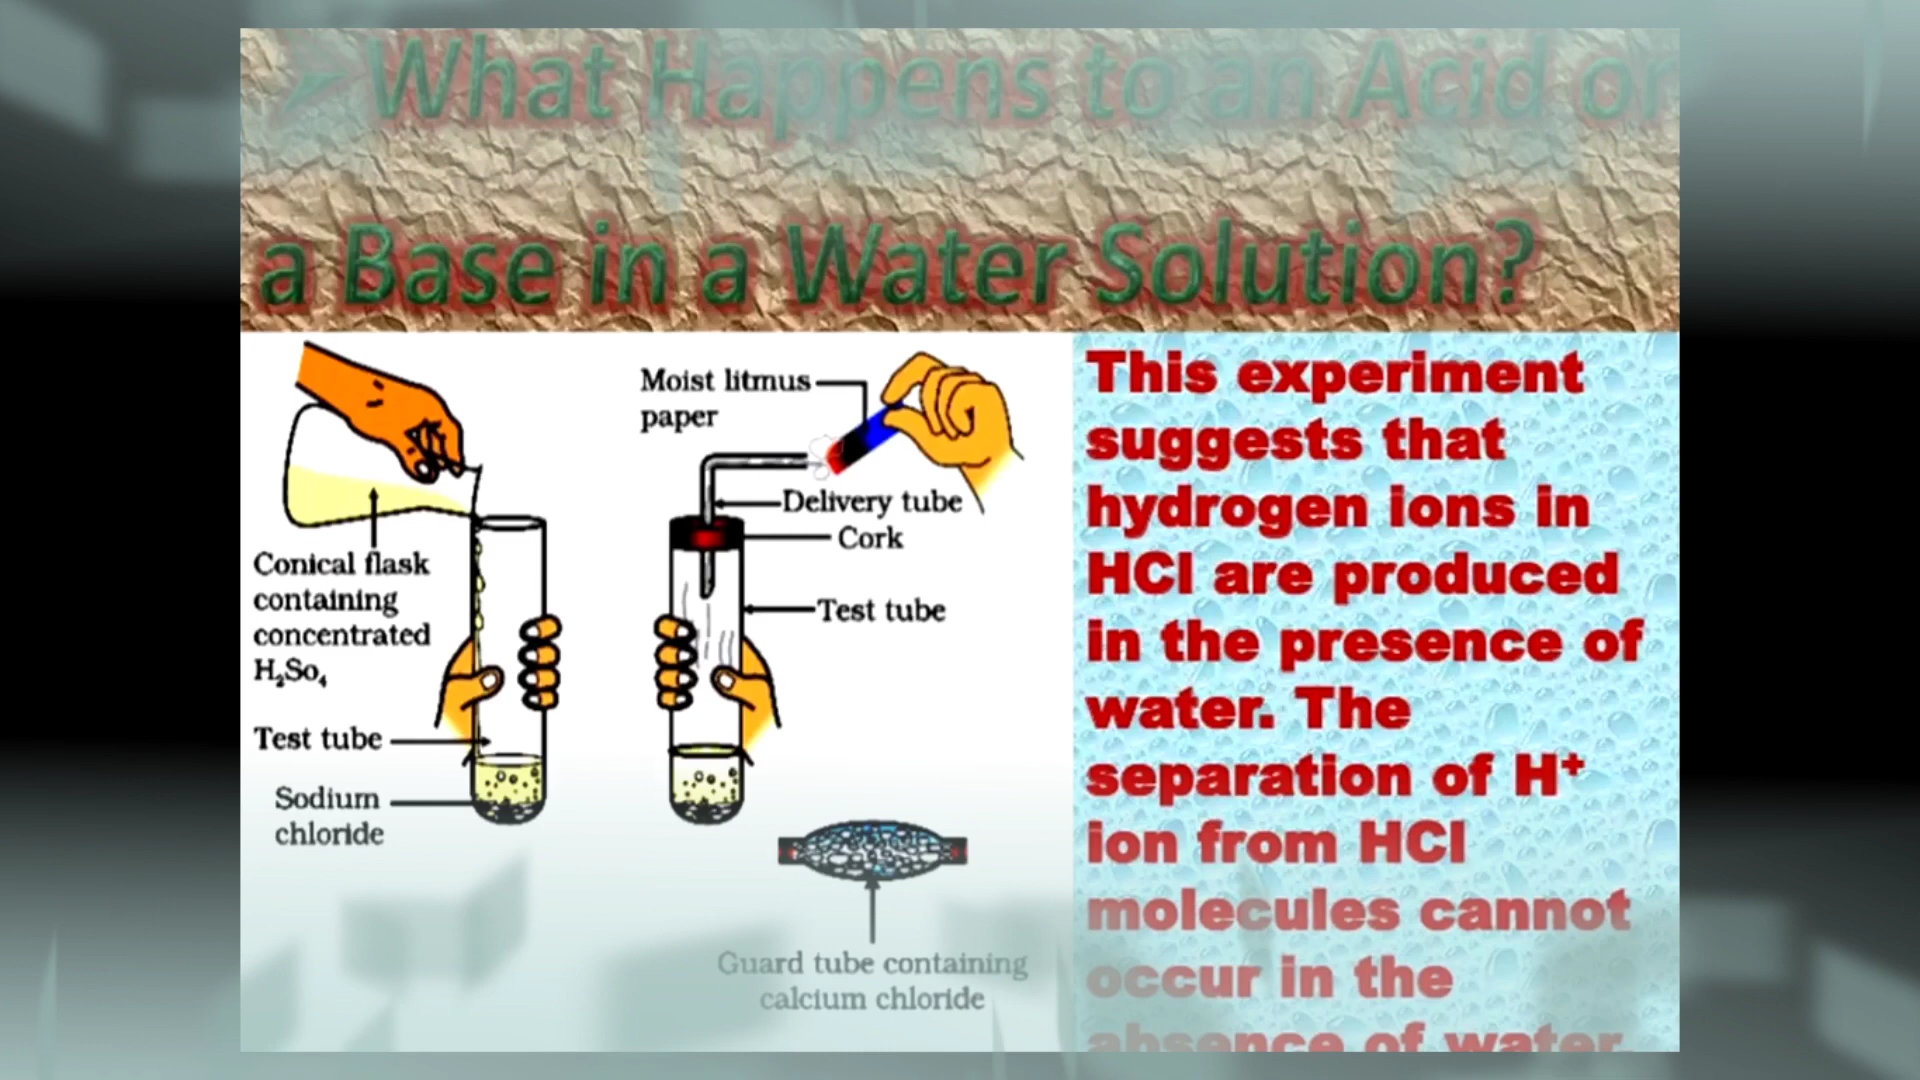 What Happens to an Acid or
a Base in a Water Solution?
Moist litmus
paper
Delivery tube
Cork
Test tube
Conical flask
containing
concentrated
H₂So₄
Test tube
Sodium
chloride
Guard tube containing
calcium chloride
This experiment
suggests that
hydrogen ions in
HCl are produced
in the presence of
water. The
separation of H⁺
ion from HCl
molecules cannot
occur in the
absence of water.